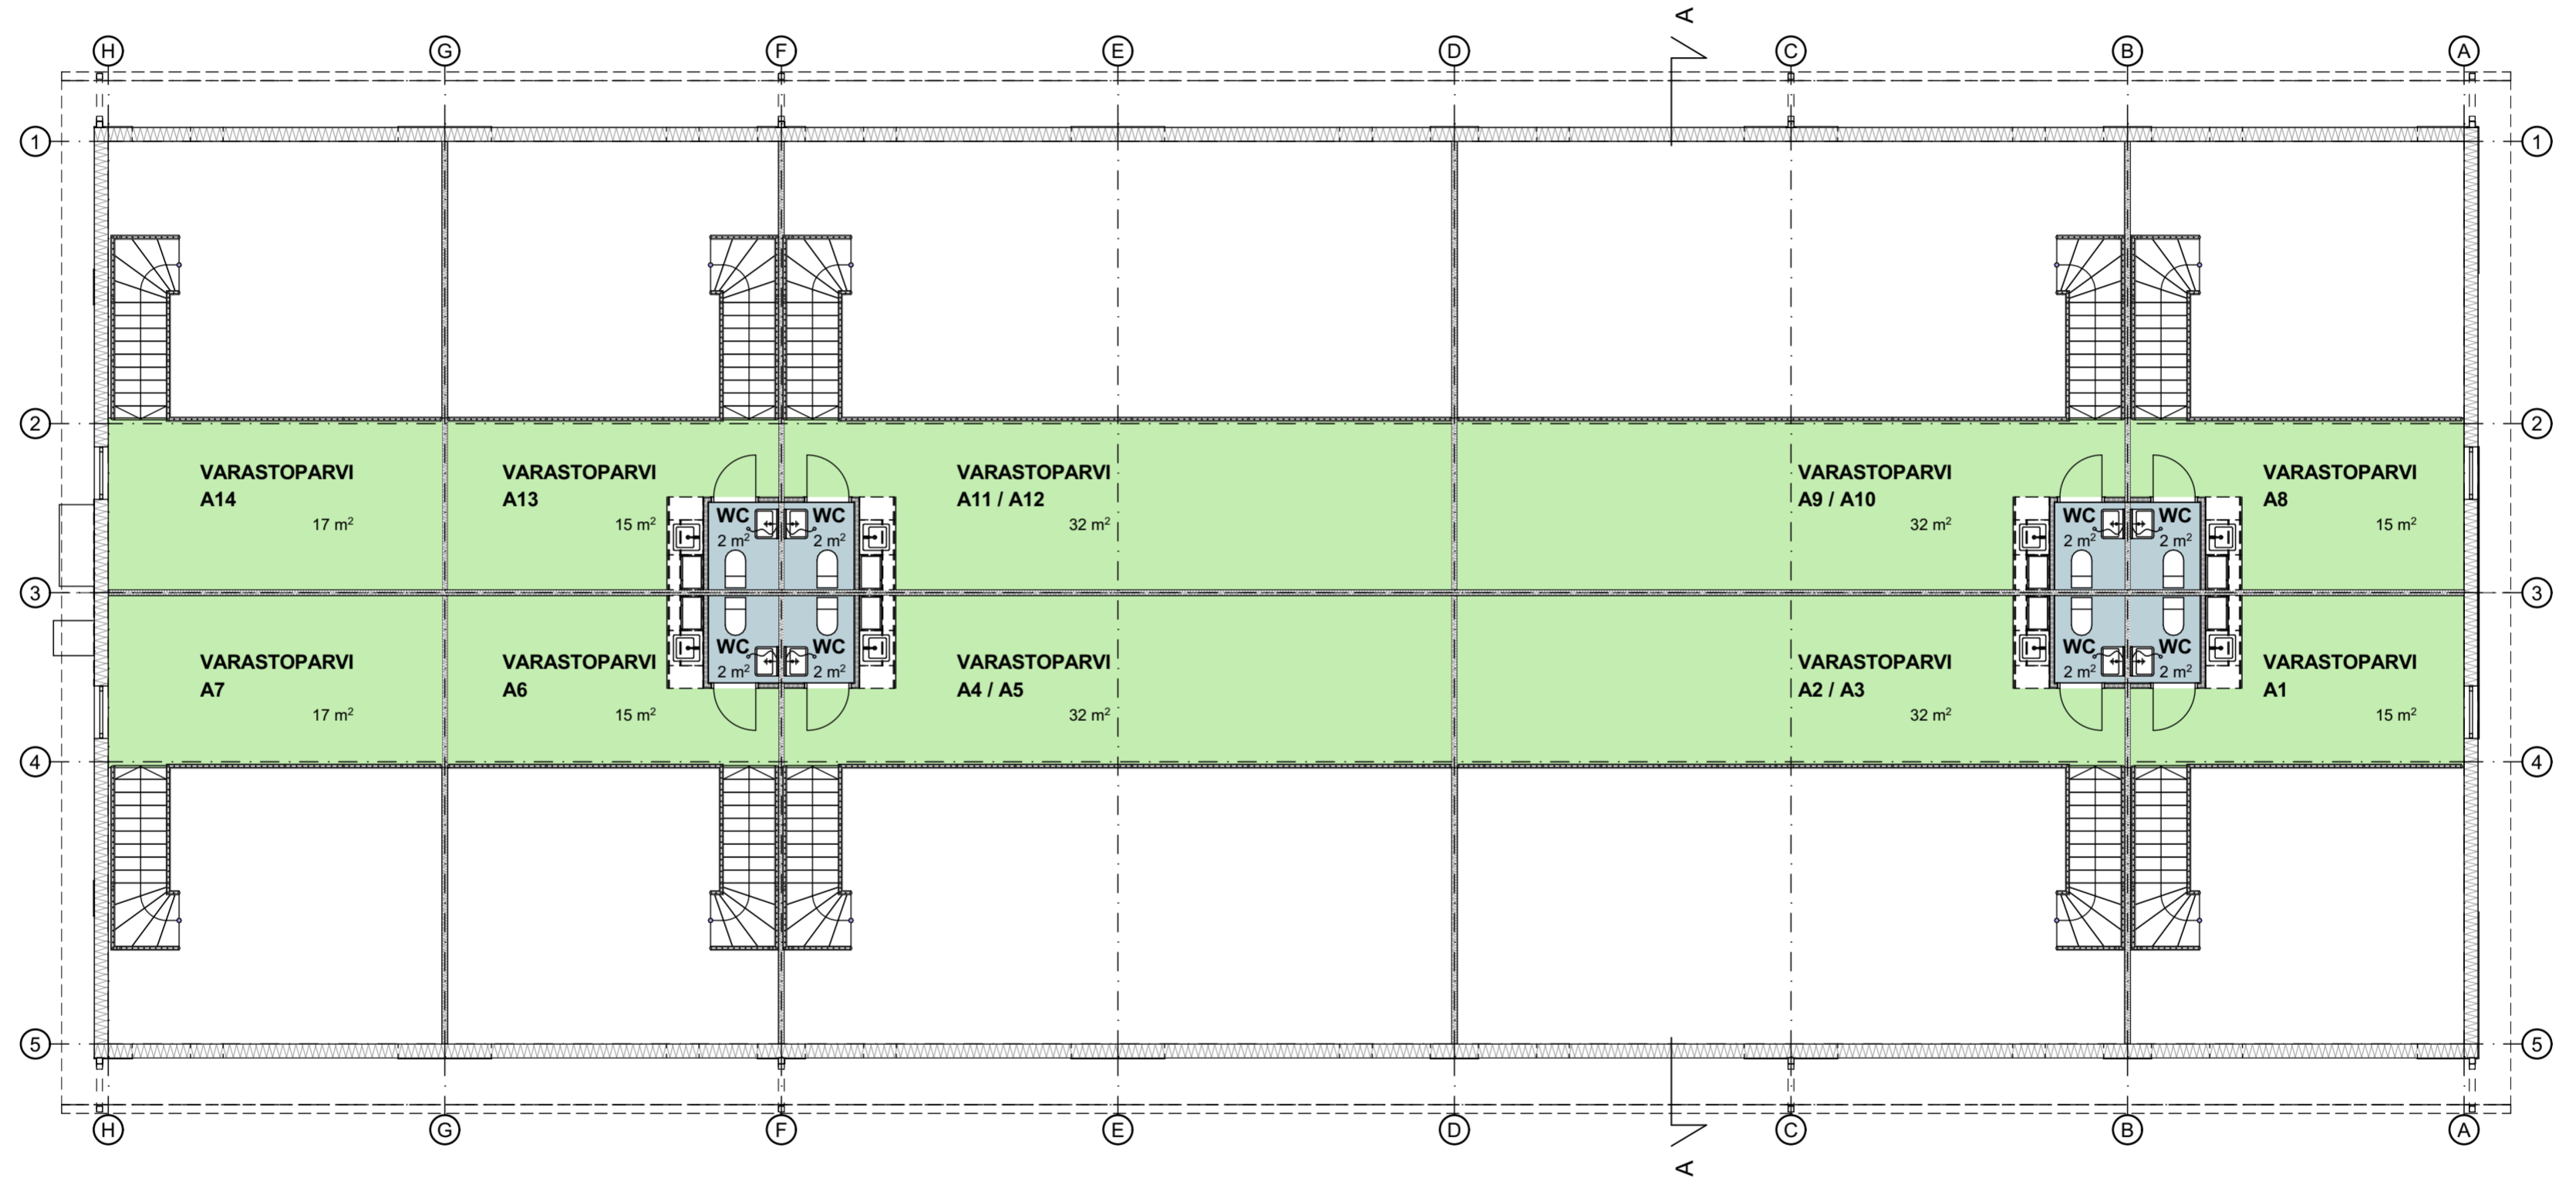 A
H G F E D C B A
1 1
2 2
VARASTOPARVI
A14
17 m²
VARASTOPARVI
A13
15 m²
WC
2 m²
WC
2 m²
VARASTOPARVI
A11 / A12
32 m²
VARASTOPARVI
A9 / A10
32 m²
WC
2 m²
WC
2 m²
VARASTOPARVI
A8
15 m²
3 3
VARASTOPARVI
A7
17 m²
VARASTOPARVI
A6
15 m²
WC
2 m²
WC
2 m²
VARASTOPARVI
A4 / A5
32 m²
VARASTOPARVI
A2 / A3
32 m²
WC
2 m²
WC
2 m²
VARASTOPARVI
A1
15 m²
4 4
5 5
H G F E D C B A
A